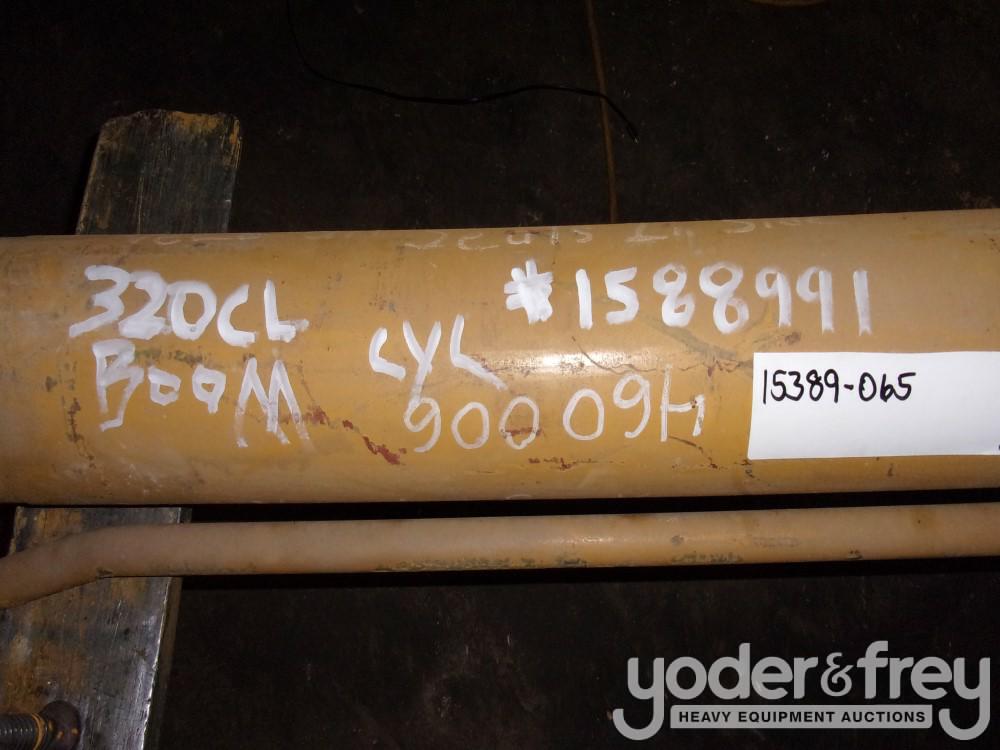 320CL
BOOM
CYL
#1588991
90009H
15389-065
yoder&frey
HEAVY EQUIPMENT AUCTIONS